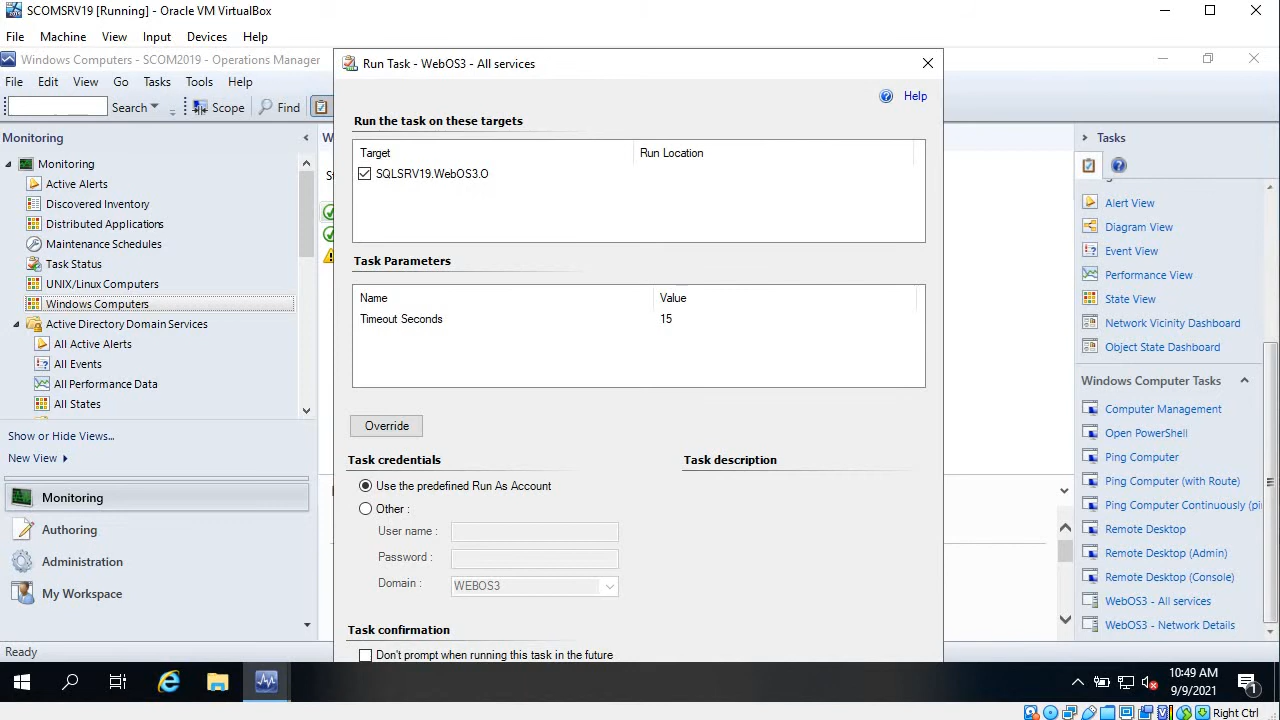 SCOMSRV19 [Running] - Oracle VM VirtualBox
File Machine View Input Devices Help
Windows Computers - SCOM2019 - Operations Manager
File Edit View Go Tasks Tools Help
Search Scope Find
Monitoring
Monitoring
Active Alerts
Discovered Inventory
Distributed Applications
Maintenance Schedules
Task Status
UNIX/Linux Computers
Windows Computers
Active Directory Domain Services
All Active Alerts
All Events
All Performance Data
All States
Show or Hide Views...
New View
Monitoring
Authoring
Administration
My Workspace
Ready
Run Task - WebOS3 - All services
Help
Run the task on these targets
Target Run Location
SQLSRV19.WebOS3.O
Task Parameters
Name Value
Timeout Seconds 15
Override
Task credentials Task description
Use the predefined Run As Account
Other :
User name :
Password :
Domain : WEBOS3
Task confirmation
Don't prompt when running this task in the future
Tasks
Alert View
Diagram View
Event View
Performance View
State View
Network Vicinity Dashboard
Object State Dashboard
Windows Computer Tasks
Computer Management
Open PowerShell
Ping Computer
Ping Computer (with Route)
Ping Computer Continuously (pi
Remote Desktop
Remote Desktop (Admin)
Remote Desktop (Console)
WebOS3 - All services
WebOS3 - Network Details
10:49 AM
9/9/2021
1
Right Ctrl